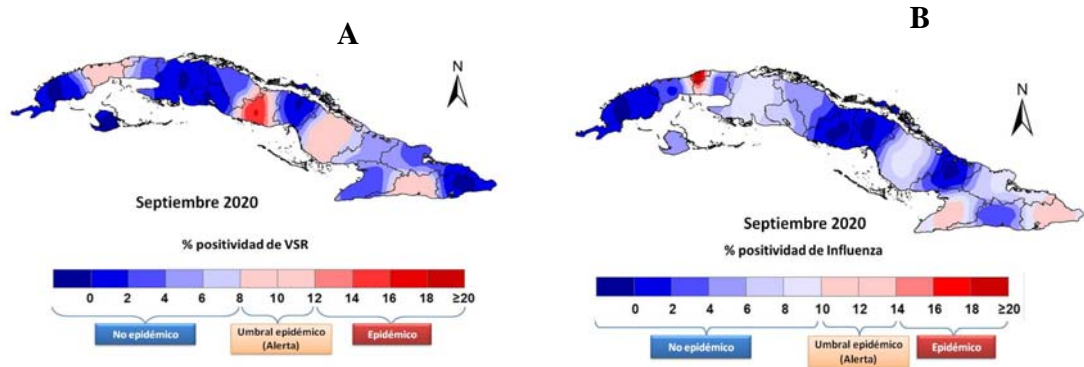 A
N
Septiembre 2020
% positividad de VSR
0 2 4 6 8 10 12 14 16 18 ≥20
No epidémico
Umbral epidémico
(Alerta)
Epidémico
B
N
Septiembre 2020
% positividad de Influenza
0 2 4 6 8 10 12 14 16 18 ≥20
No epidémico
Umbral epidémico
(Alerta)
Epidémico